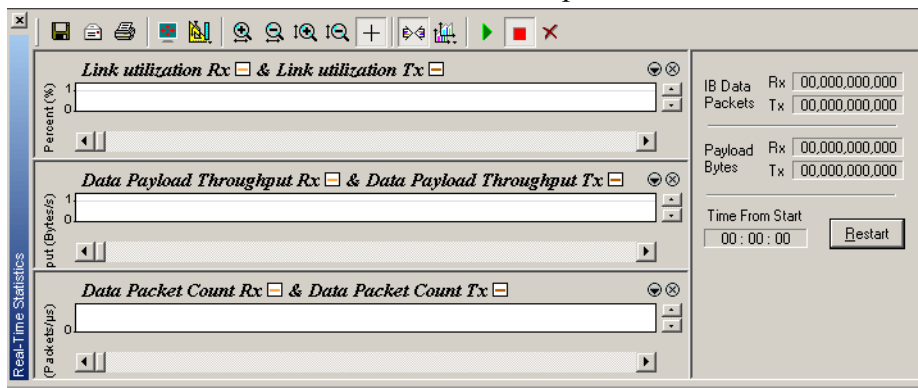 Real-Time Statistics
Link utilization Rx & Link utilization Tx
Percent (%)
1
0
Data Payload Throughput Rx & Data Payload Throughput Tx
put (Bytes/s)
1
0
Data Packet Count Rx & Data Packet Count Tx
(Packets/µs)
0
IB Data Packets
Rx 00,000,000,000
Tx 00,000,000,000
Payload Bytes
Rx 00,000,000,000
Tx 00,000,000,000
Time From Start
00 : 00 : 00
Restart